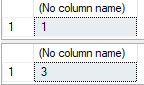 (No column name)
1 1
(No column name)
1 3